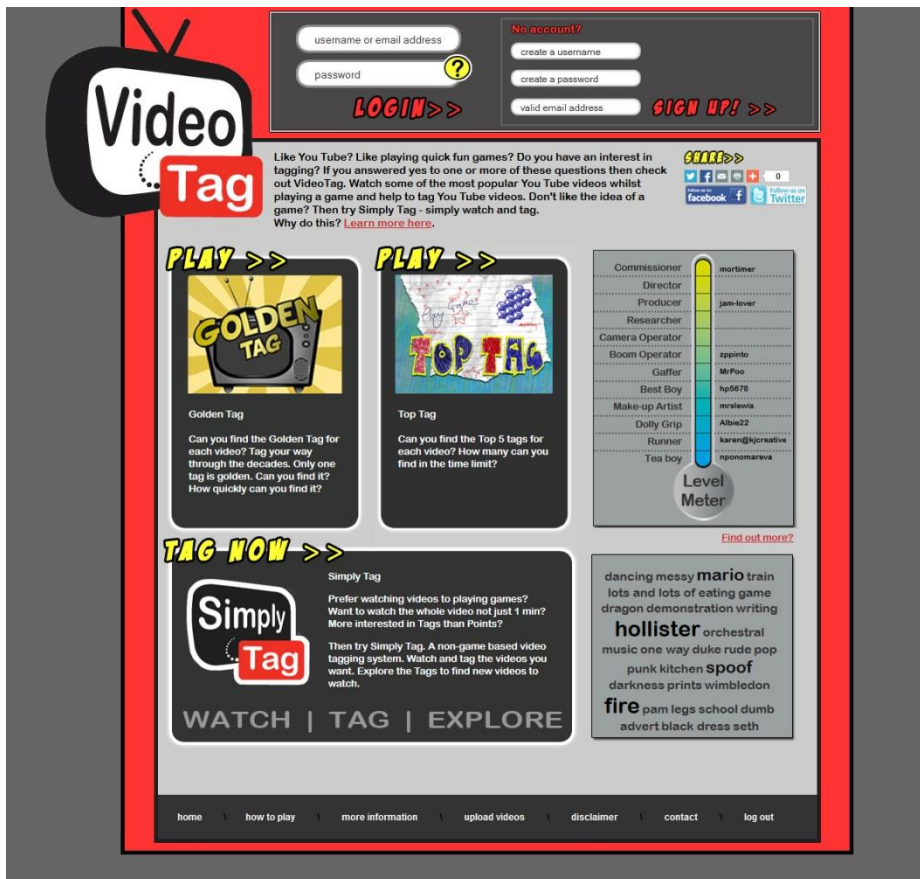 Video
Tag
username or email address
password
?
LOGIN>>
No account?
create a username
create a password
valid email address
SIGN UP! >>
Like You Tube? Like playing quick fun games? Do you have an interest in
tagging? If you answered yes to one or more of these questions then check
out VideoTag. Watch some of the most popular You Tube videos whilst
playing a game and help to tag You Tube videos. Don't like the idea of a
game? Then try Simply Tag - simply watch and tag.
Why do this? Learn more here.
SHARE>>
0
Follow us on
facebook
Follow us on
Twitter
PLAY >>
GOLDEN
TAG
Golden Tag
Can you find the Golden Tag for
each video? Tag your way
through the decades. Only one
tag is golden. Can you find it?
How quickly can you find it?
PLAY >>
TOP TAG
Top Tag
Can you find the Top 5 tags for
each video? How many can you
find in the time limit?
Commissioner mortimer
Director
Producer jam-lover
Researcher
Camera Operator
Boom Operator zppinto
Gaffer MrPoo
Best Boy hp5678
Make-up Artist mrslewis
Dolly Grip Albie22
Runner karen@kjcreative
Tea boy nponomareva
Level
Meter
Find out more?
TAG NOW >>
Simply
Tag
Simply Tag
Prefer watching videos to playing games?
Want to watch the whole video not just 1 min?
More interested in Tags than Points?
Then try Simply Tag. A non-game based video
tagging system. Watch and tag the videos you
want. Explore the Tags to find new videos to
watch.
WATCH | TAG | EXPLORE
dancing messy mario train
lots and lots of eating game
dragon demonstration writing
hollister orchestral
music one way duke rude pop
punk kitchen spoof
darkness prints wimbledon
fire pam legs school dumb
advert black dress seth
home \ how to play \ more information \ upload videos \ disclaimer \ contact \ log out